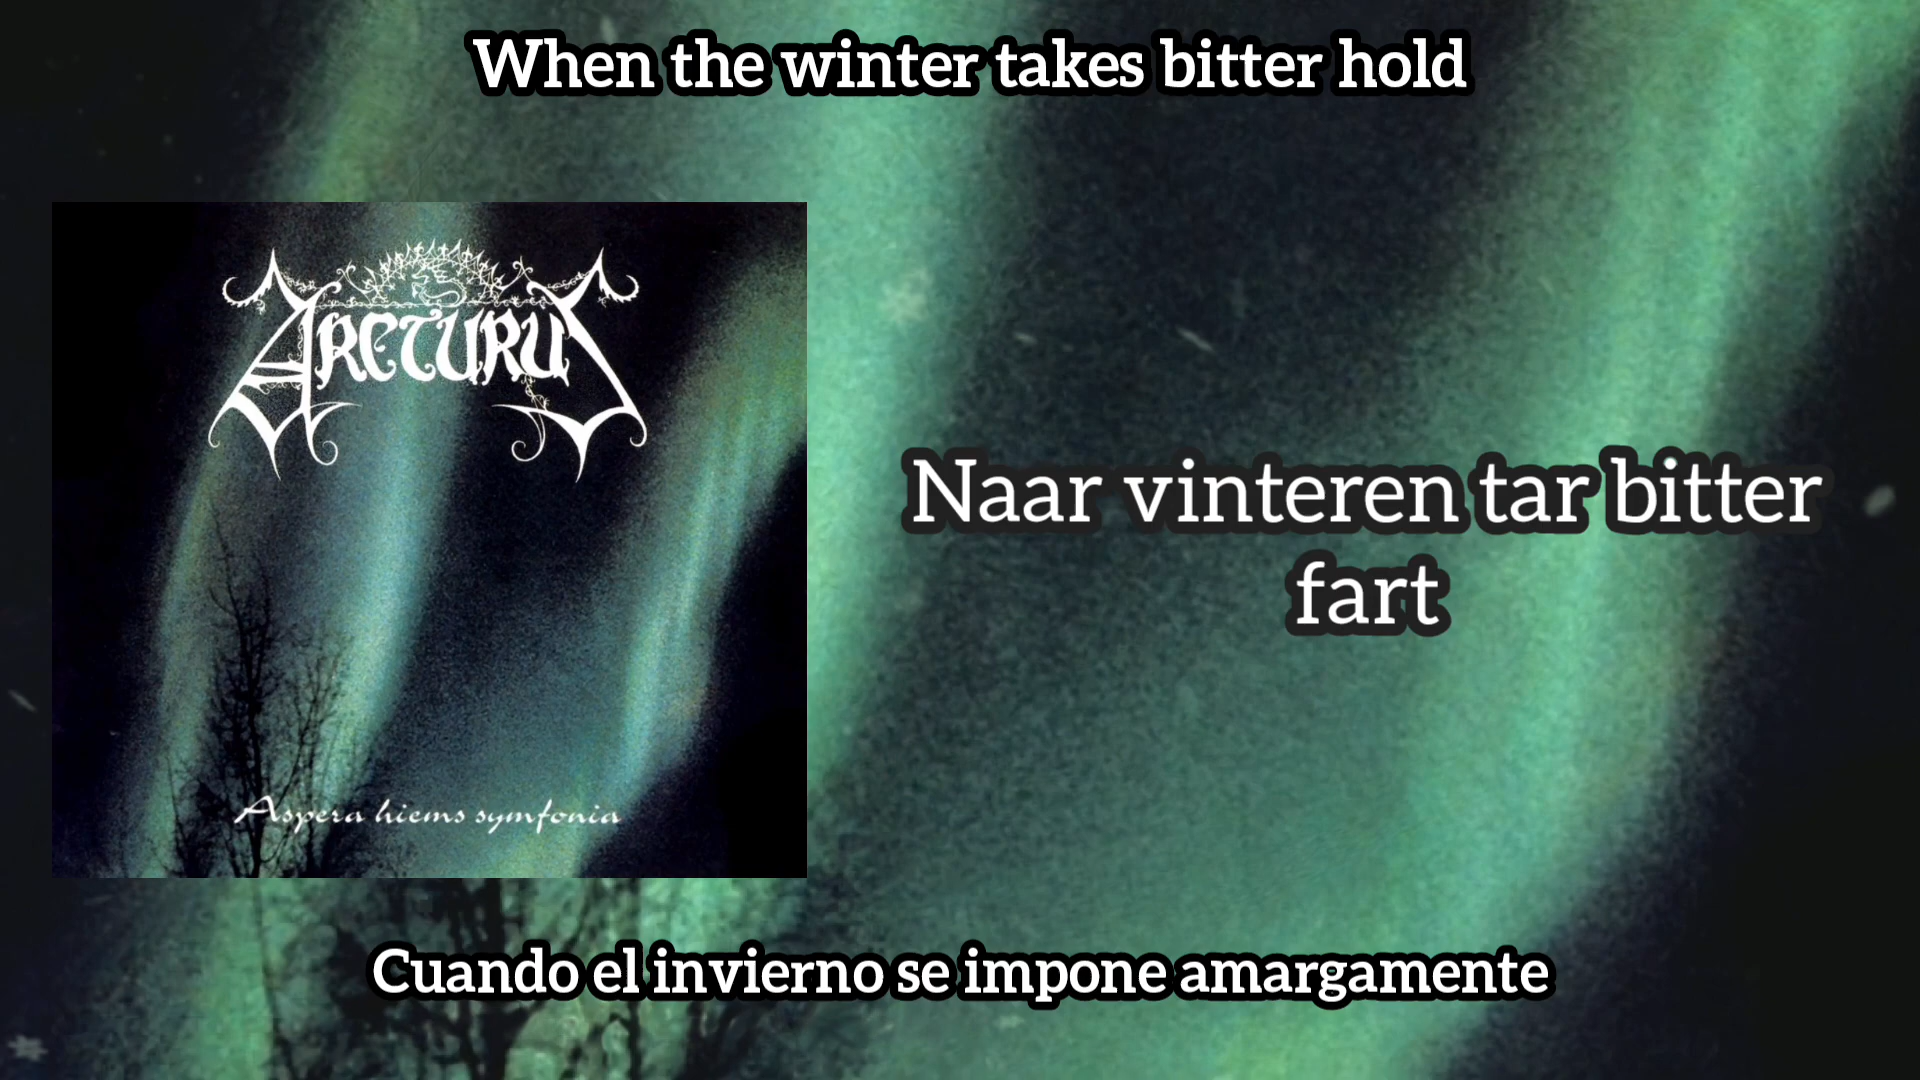 When the winter takes bitter hold
ARCTURUS
Naar vinteren tar bitter
fart
Aspera hiems symfonia
Cuando el invierno se impone amargamente